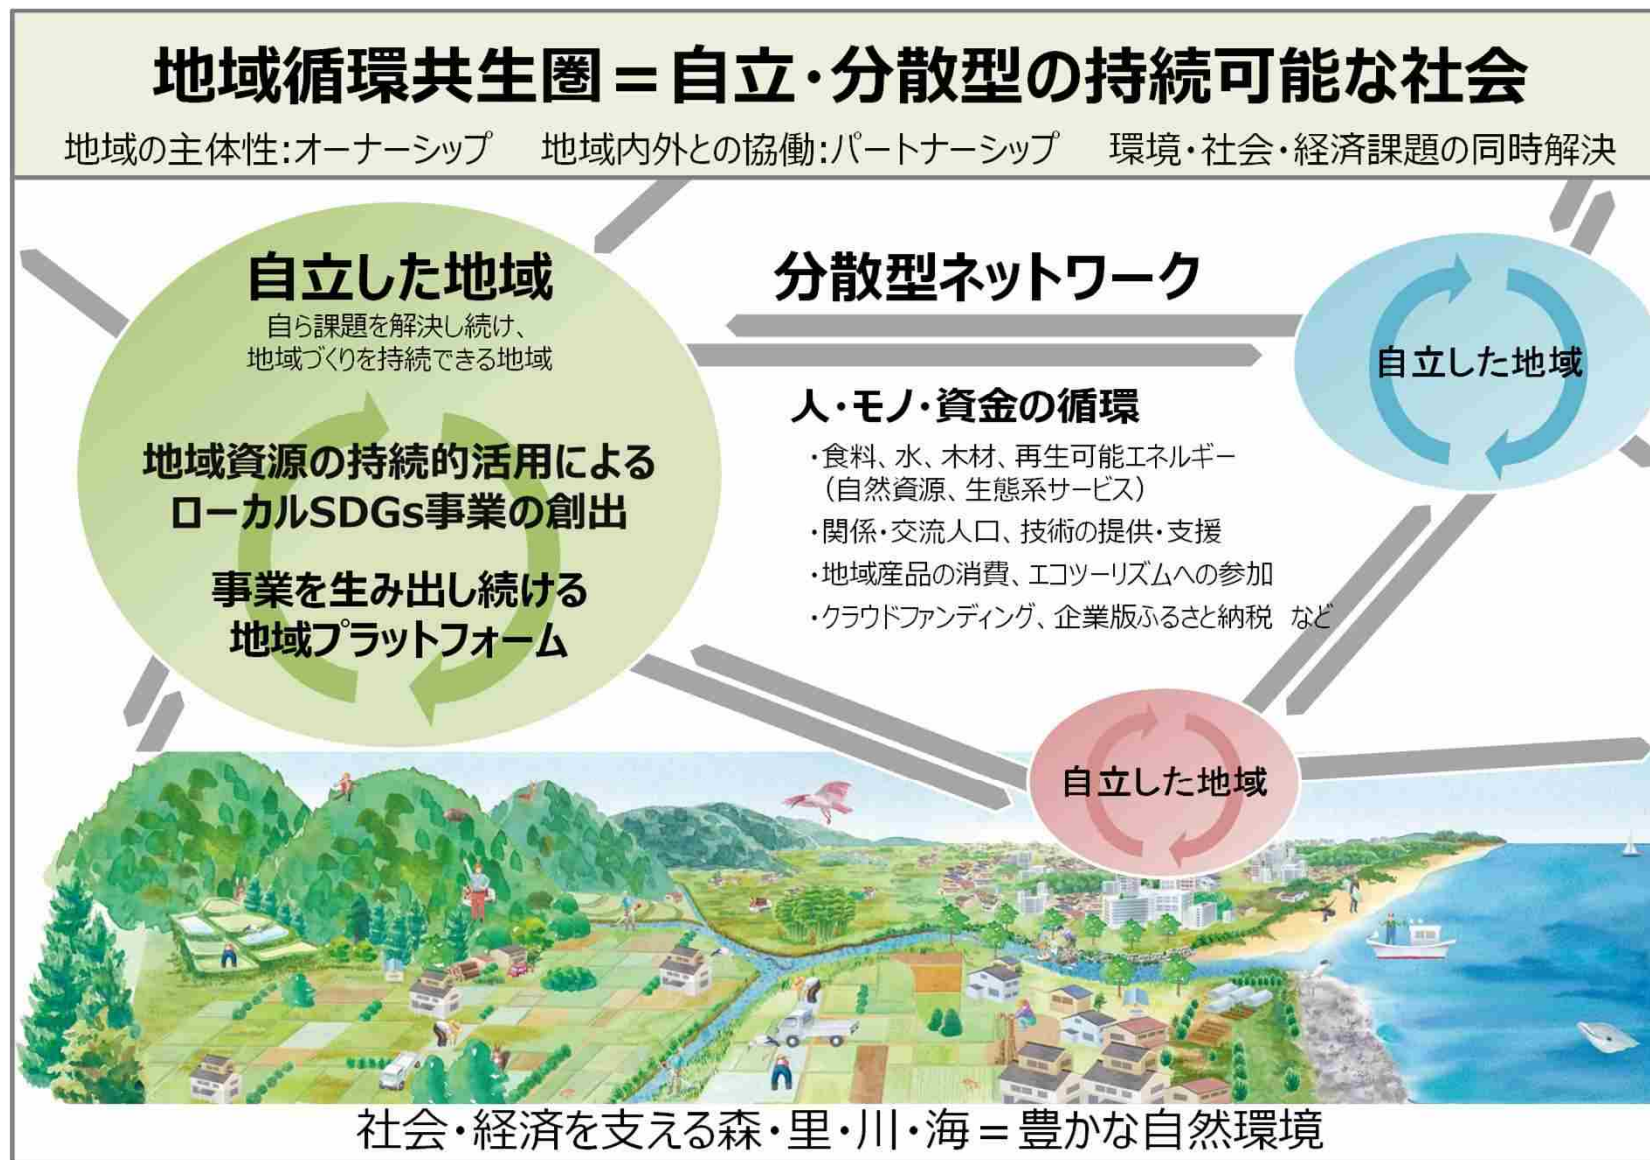 地域循環共生圏＝自立・分散型の持続可能な社会
地域の主体性:オーナーシップ　地域内外との協働:パートナーシップ　環境・社会・経済課題の同時解決
自立した地域
自ら課題を解決し続け、
地域づくりを持続できる地域
地域資源の持続的活用による
ローカルSDGs事業の創出
事業を生み出し続ける
地域プラットフォーム
分散型ネットワーク
人・モノ・資金の循環
・食料、水、木材、再生可能エネルギー
（自然資源、生態系サービス）
・関係・交流人口、技術の提供・支援
・地域産品の消費、エコツーリズムへの参加
・クラウドファンディング、企業版ふるさと納税　など
自立した地域
自立した地域
社会・経済を支える森・里・川・海＝豊かな自然環境